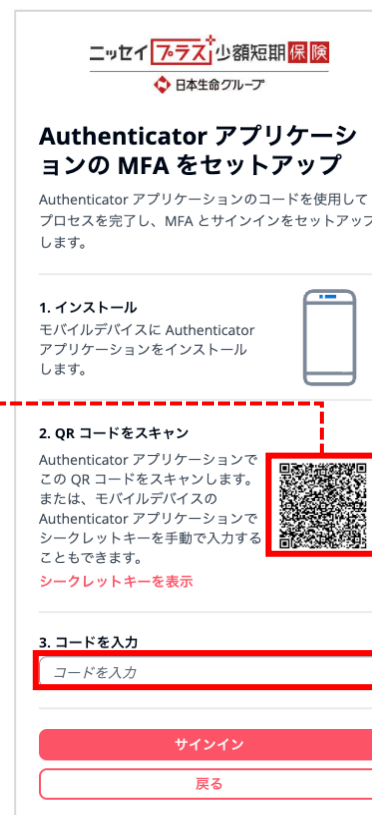 ニッセイプラス少額短期保険
日本生命グループ
Authenticator アプリケーシ
ョンの MFA をセットアップ
Authenticator アプリケーションのコードを使用して
プロセスを完了し、MFA とサインインをセットアップ
します。
1. インストール
モバイルデバイスに Authenticator
アプリケーションをインストール
します。
2. QR コードをスキャン
Authenticator アプリケーションで
この QR コードをスキャンします。
または、モバイルデバイスの
Authenticator アプリケーションで
シークレットキーを手動で入力する
こともできます。
シークレットキーを表示
3. コードを入力
コードを入力
サインイン
戻る